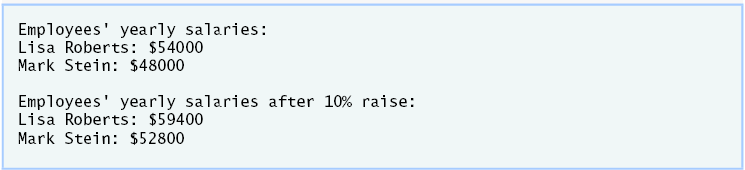 Employees' yearly salaries:
Lisa Roberts: $54000
Mark Stein: $48000
Employees' yearly salaries after 10% raise:
Lisa Roberts: $59400
Mark Stein: $52800